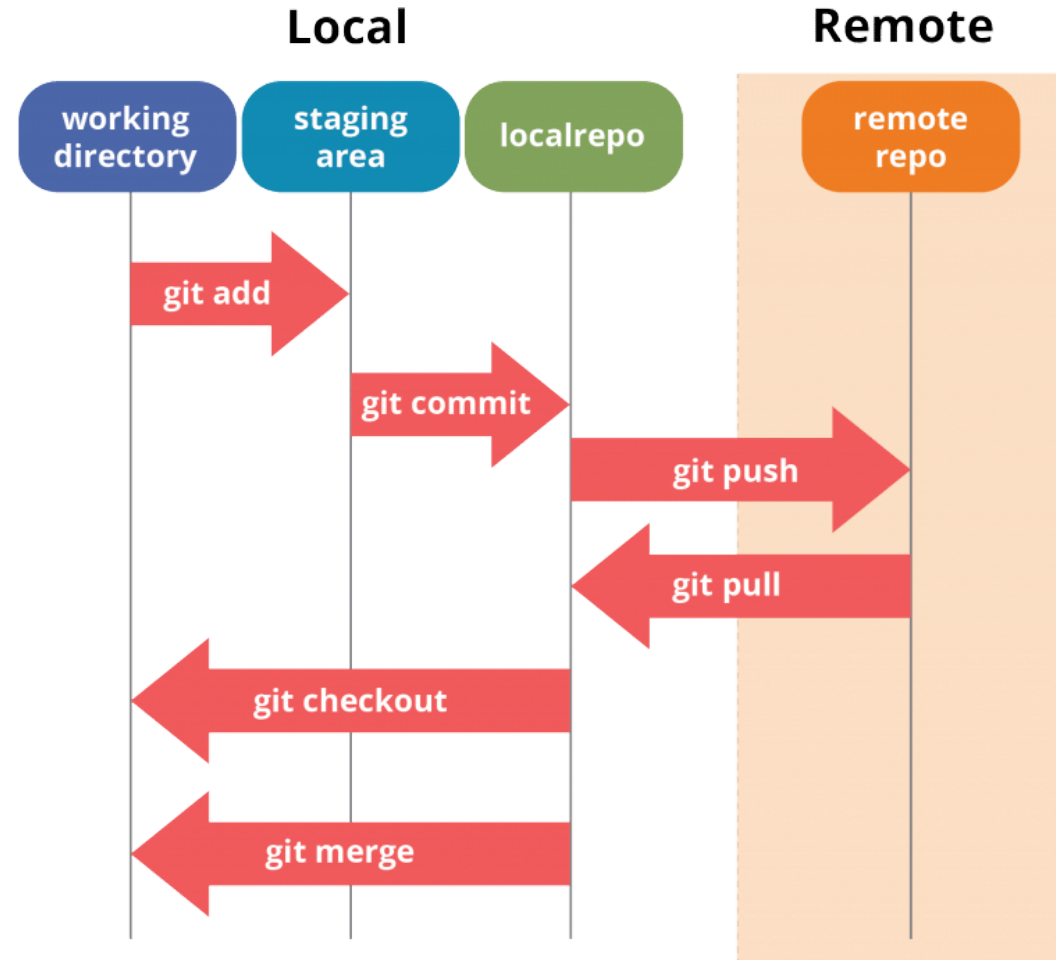 Local
Remote
working
directory
staging
area
localrepo
remote
repo
git add
git commit
git push
git pull
git checkout
git merge